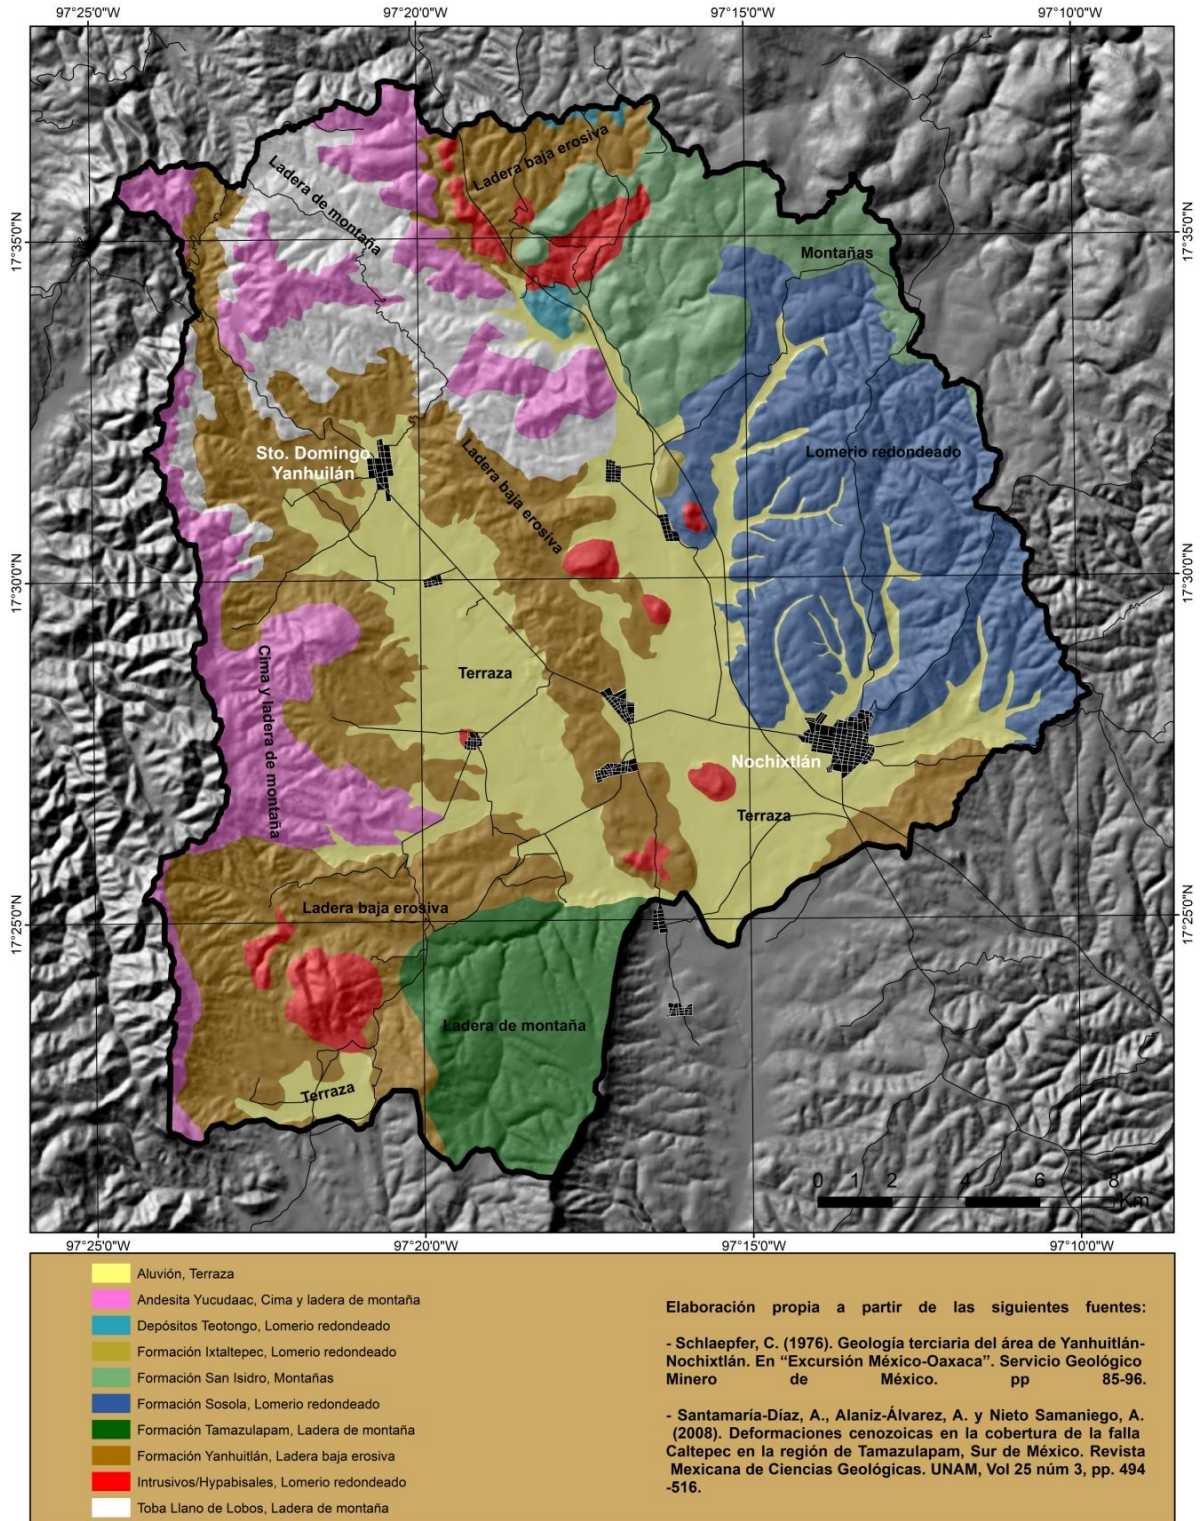 97°25'0"W 97°20'0"W 97°15'0"W 97°10'0"W
17°35'0"N
17°35'0"N
17°30'0"N
17°30'0"N
17°25'0"N
17°25'0"N
Ladera baja erosiva
Ladera de montaña
Montañas
Sto. Domingo
Yanhuilán
Lomerio redondeado
Ladera baja erosiva
Cima y ladera de montaña
Terraza
Nochixtlán
Terraza
Ladera baja erosiva
Ladera de montaña
Terraza
0 1 2 4 6 8
Km
97°25'0"W 97°20'0"W 97°15'0"W 97°10'0"W
Aluvión, Terraza
Andesita Yucudaac, Cima y ladera de montaña
Depósitos Teotongo, Lomerio redondeado
Formación Ixtaltepec, Lomerio redondeado
Formación San Isidro, Montañas
Formación Sosola, Lomerio redondeado
Formación Tamazulapam, Ladera de montaña
Formación Yanhuitlán, Ladera baja erosiva
Intrusivos/Hypabisales, Lomerio redondeado
Toba Llano de Lobos, Ladera de montaña
Elaboración propia a partir de las siguientes fuentes:
- Schlaepfer, C. (1976). Geología terciaria del área de Yanhuitlán-
Nochixtlán. En “Excursión México-Oaxaca”. Servicio Geológico
Minero de México. pp 85-96.
- Santamaría-Díaz, A., Alaniz-Álvarez, A. y Nieto Samaniego, A.
(2008). Deformaciones cenozoicas en la cobertura de la falla
Caltepec en la región de Tamazulapam, Sur de México. Revista
Mexicana de Ciencias Geológicas. UNAM, Vol 25 núm 3, pp. 494
-516.